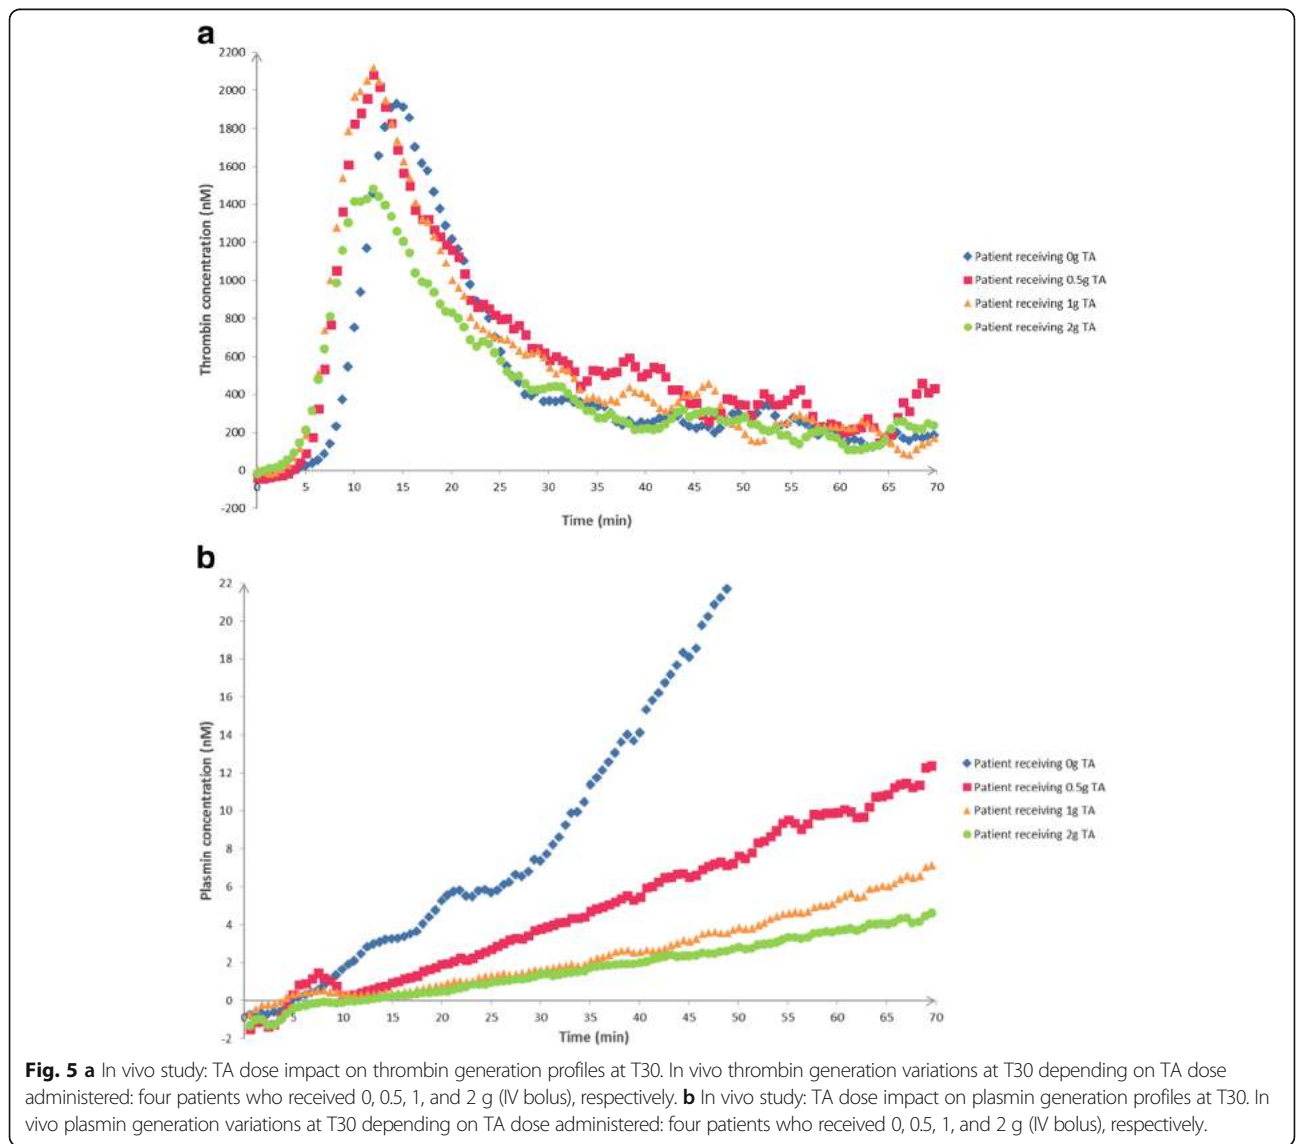 a
2200
2000
1800
1600
1400
1200
1000
800
600
400
200
0
-200
Thrombin concentration (nM)
0 5 10 15 20 25 30 35 40 45 50 55 60 65 70
Time (min)
Patient receiving 0g TA
Patient receiving 0.5g TA
Patient receiving 1g TA
Patient receiving 2g TA
b
22
20
18
16
14
12
10
8
6
4
2
0
-2
Plasmin concentration (nM)
0 5 10 15 20 25 30 35 40 45 50 55 60 65 70
Time (min)
Patient receiving 0g TA
Patient receiving 0.5g TA
Patient receiving 1g TA
Patient receiving 2g TA
Fig. 5 a In vivo study: TA dose impact on thrombin generation profiles at T30. In vivo thrombin generation variations at T30 depending on TA dose
administered: four patients who received 0, 0.5, 1, and 2 g (IV bolus), respectively. b In vivo study: TA dose impact on plasmin generation profiles at T30. In
vivo plasmin generation variations at T30 depending on TA dose administered: four patients who received 0, 0.5, 1, and 2 g (IV bolus), respectively.